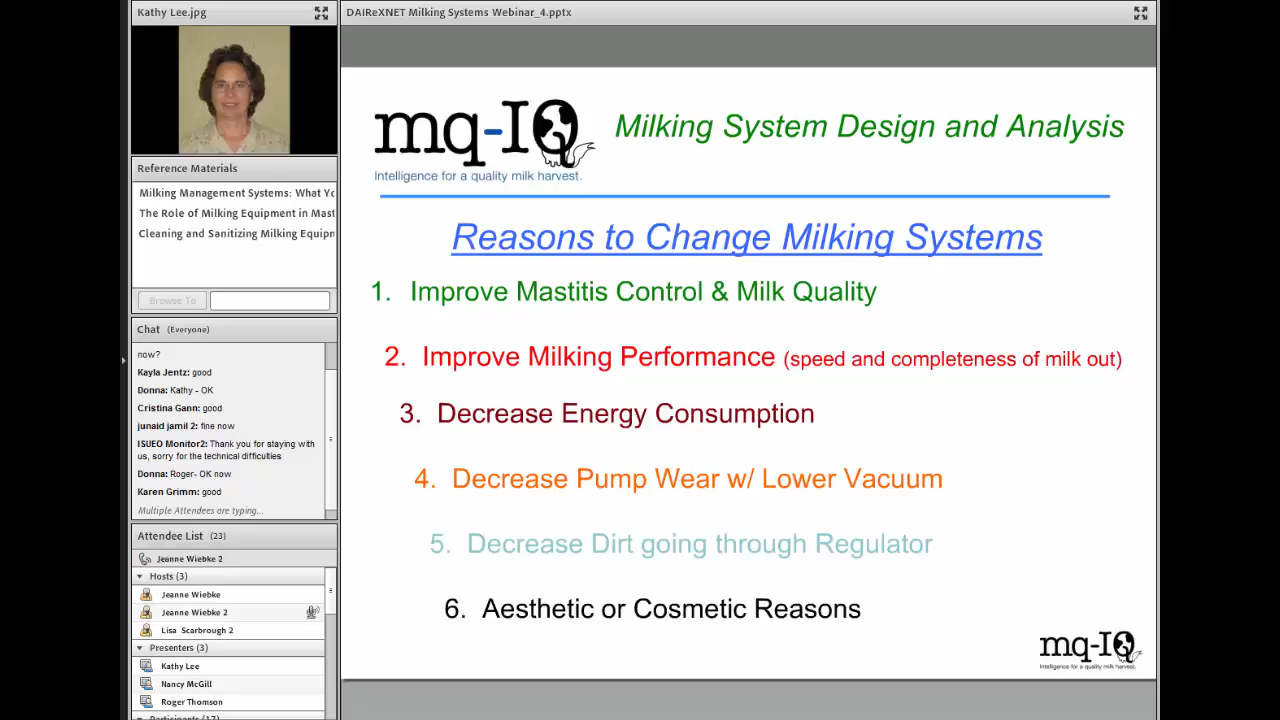 Kathy Lee.jpg
Reference Materials
Milking Management Systems: What Yo
The Role of Milking Equipment in Mast
Cleaning and Sanitizing Milking Equipn
Browse To
Chat (Everyone)
now?
Kayla Jentz: good
Donna: Kathy - OK
Cristina Gann: good
junaid jamil 2: fine now
ISUEO Monitor2: Thank you for staying with
us, sorry for the technical difficulties
Donna: Roger- OK now
Karen Grimm: good
Multiple Attendees are typing...
Attendee List (23)
Jeanne Wiebke 2
Hosts (3)
Jeanne Wiebke
Jeanne Wiebke 2
Lisa Scarbrough 2
Presenters (3)
Kathy Lee
Nancy McGill
Roger Thomson
Participants (17)
DAIReXNET Milking Systems Webinar_4.pptx
mq-IQ
Intelligence for a quality milk harvest.
Milking System Design and Analysis
Reasons to Change Milking Systems
1. Improve Mastitis Control & Milk Quality
2. Improve Milking Performance (speed and completeness of milk out)
3. Decrease Energy Consumption
4. Decrease Pump Wear w/ Lower Vacuum
5. Decrease Dirt going through Regulator
6. Aesthetic or Cosmetic Reasons
mq-IQ
Intelligence for a quality milk harvest.